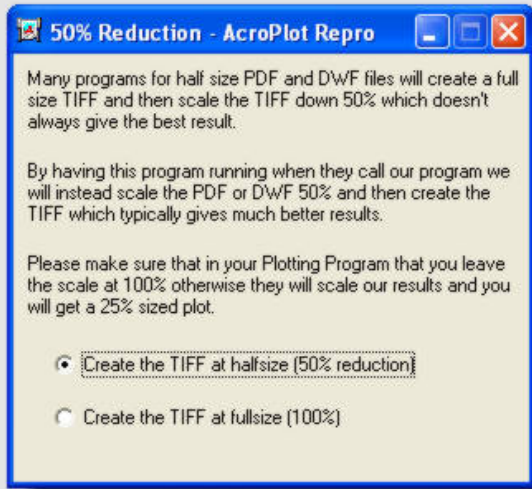 50% Reduction - AcroPlot Repro
Many programs for half size PDF and DWF files will create a full
size TIFF and then scale the TIFF down 50% which doesn't
always give the best result.
By having this program running when they call our program we
will instead scale the PDF or DWF 50% and then create the
TIFF which typically gives much better results.
Please make sure that in your Plotting Program that you leave
the scale at 100% otherwise they will scale our results and you
will get a 25% sized plot.
Create the TIFF at halfsize (50% reduction)
Create the TIFF at fullsize (100%)